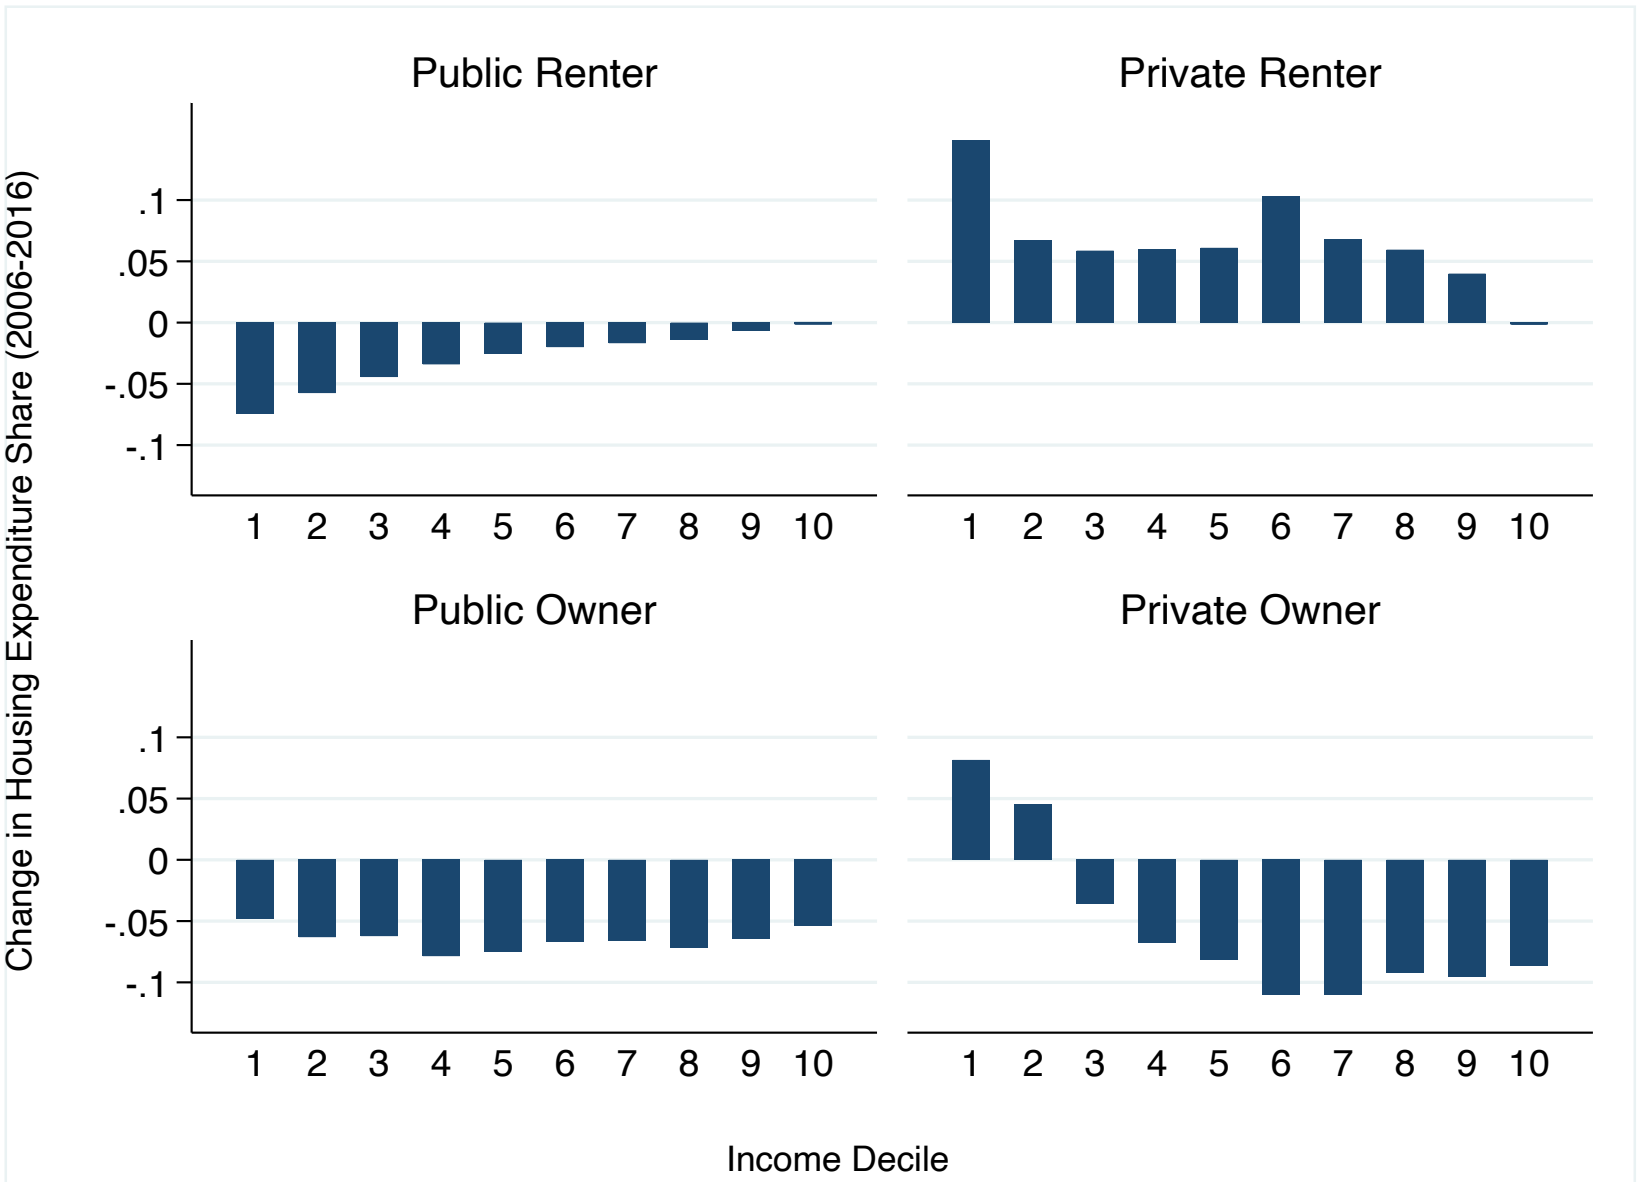 Change in Housing Expenditure Share (2006-2016)
Public Renter
.1
.05
0
-.05
-.1
1 2 3 4 5 6 7 8 9 10
Private Renter
1 2 3 4 5 6 7 8 9 10
Public Owner
.1
.05
0
-.05
-.1
1 2 3 4 5 6 7 8 9 10
Private Owner
1 2 3 4 5 6 7 8 9 10
Income Decile